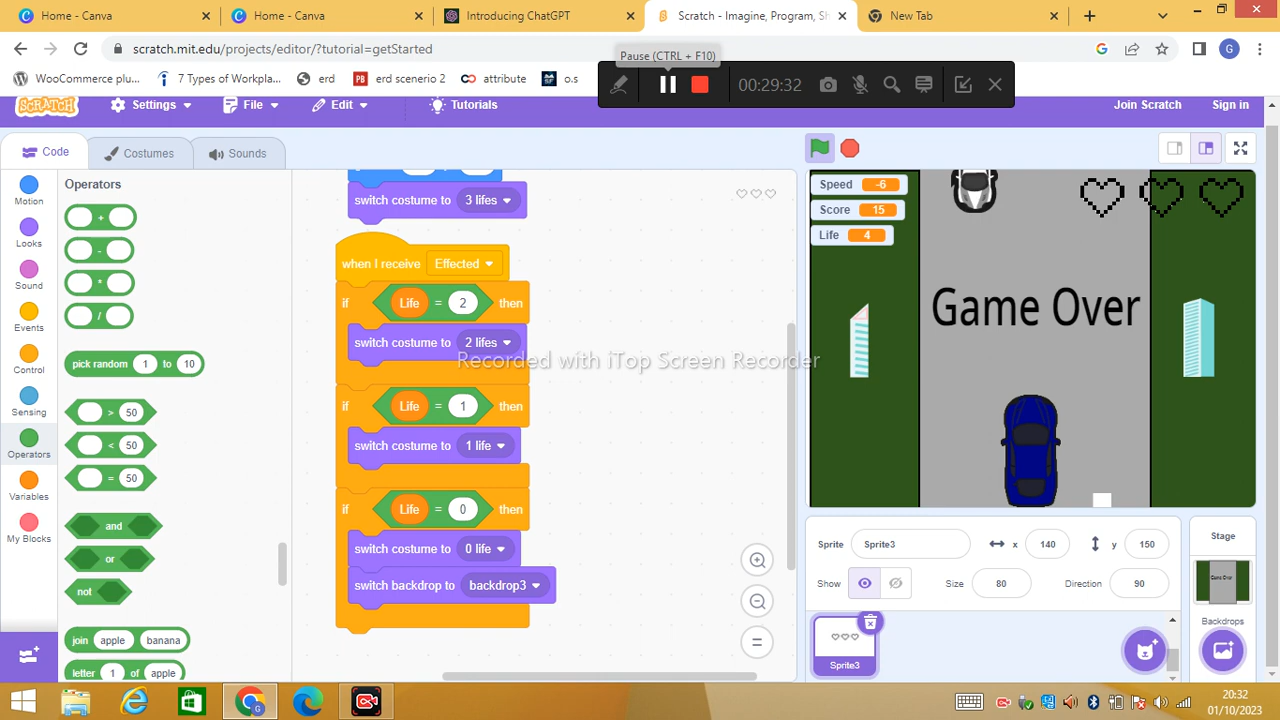 Home - Canva
Home - Canva
Introducing ChatGPT
Scratch - Imagine, Program, Sh
New Tab
scratch.mit.edu/projects/editor/?tutorial=getStarted
G
Pause (CTRL + F10)
WooCommerce plu...
7 Types of Workpla...
erd
erd scenerio 2
attribute
o.s
00:29:32
SCRATCH
Settings
File
Edit
Tutorials
Join Scratch
Sign in
Code
Costumes
Sounds
Motion
Looks
Sound
Events
Control
Sensing
Operators
Variables
My Blocks
Operators
+
-
*
/
pick random 1 to 10
> 50
< 50
= 50
and
or
not
join apple banana
letter 1 of apple
switch costume to 3 lifes
when I receive Effected
if Life = 2 then
switch costume to 2 lifes
if Life = 1 then
switch costume to 1 life
if Life = 0 then
switch costume to 0 life
switch backdrop to backdrop3
Recorded with iTop Screen Recorder
Speed -6
Score 15
Life 4
Game Over
Sprite Sprite3 x 140 y 150
Show Size 80 Direction 90
Sprite3
Stage
Game Over
Backdrops
20:32
01/10/2023